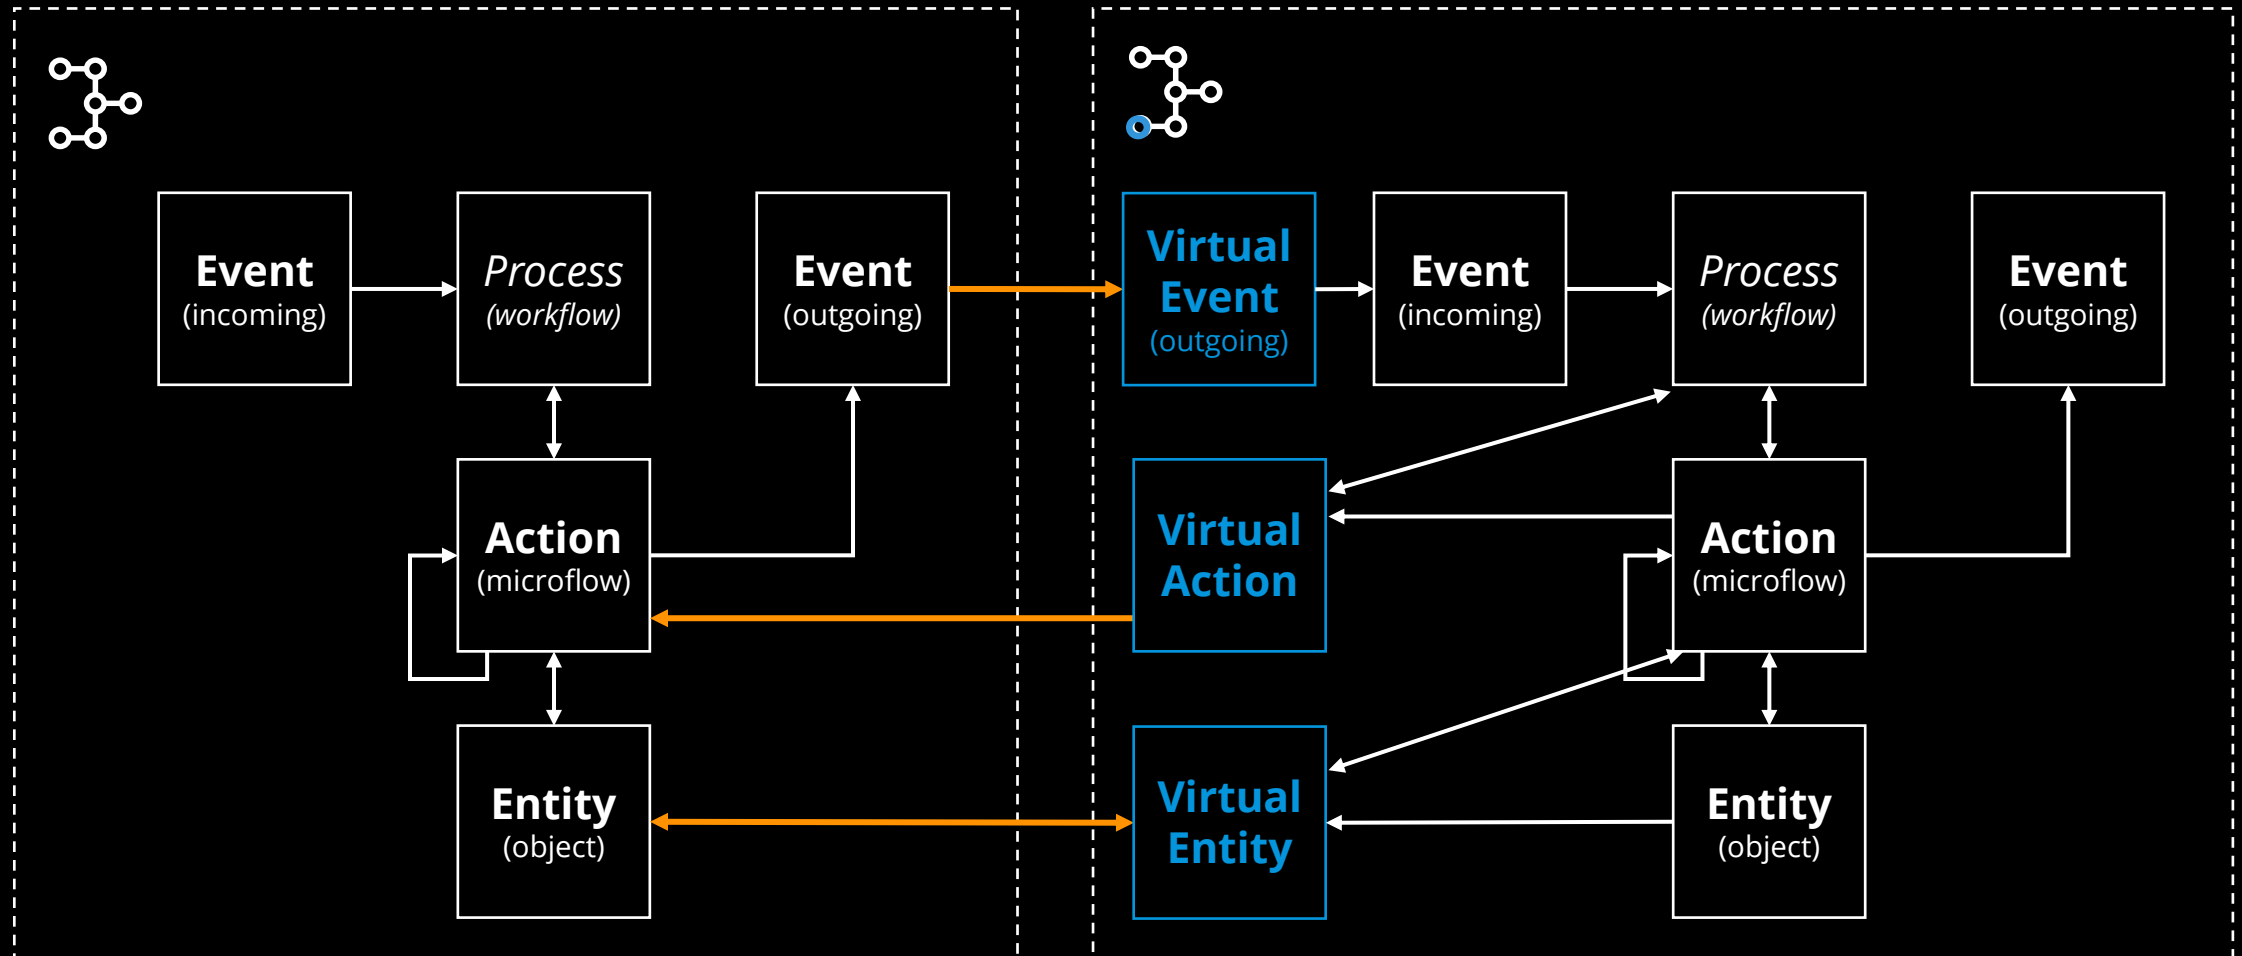 Event
(incoming)
Process
(workflow)
Event
(outgoing)
Virtual
Event
(outgoing)
Event
(incoming)
Process
(workflow)
Event
(outgoing)
Action
(microflow)
Virtual
Action
Action
(microflow)
Entity
(object)
Virtual
Entity
Entity
(object)